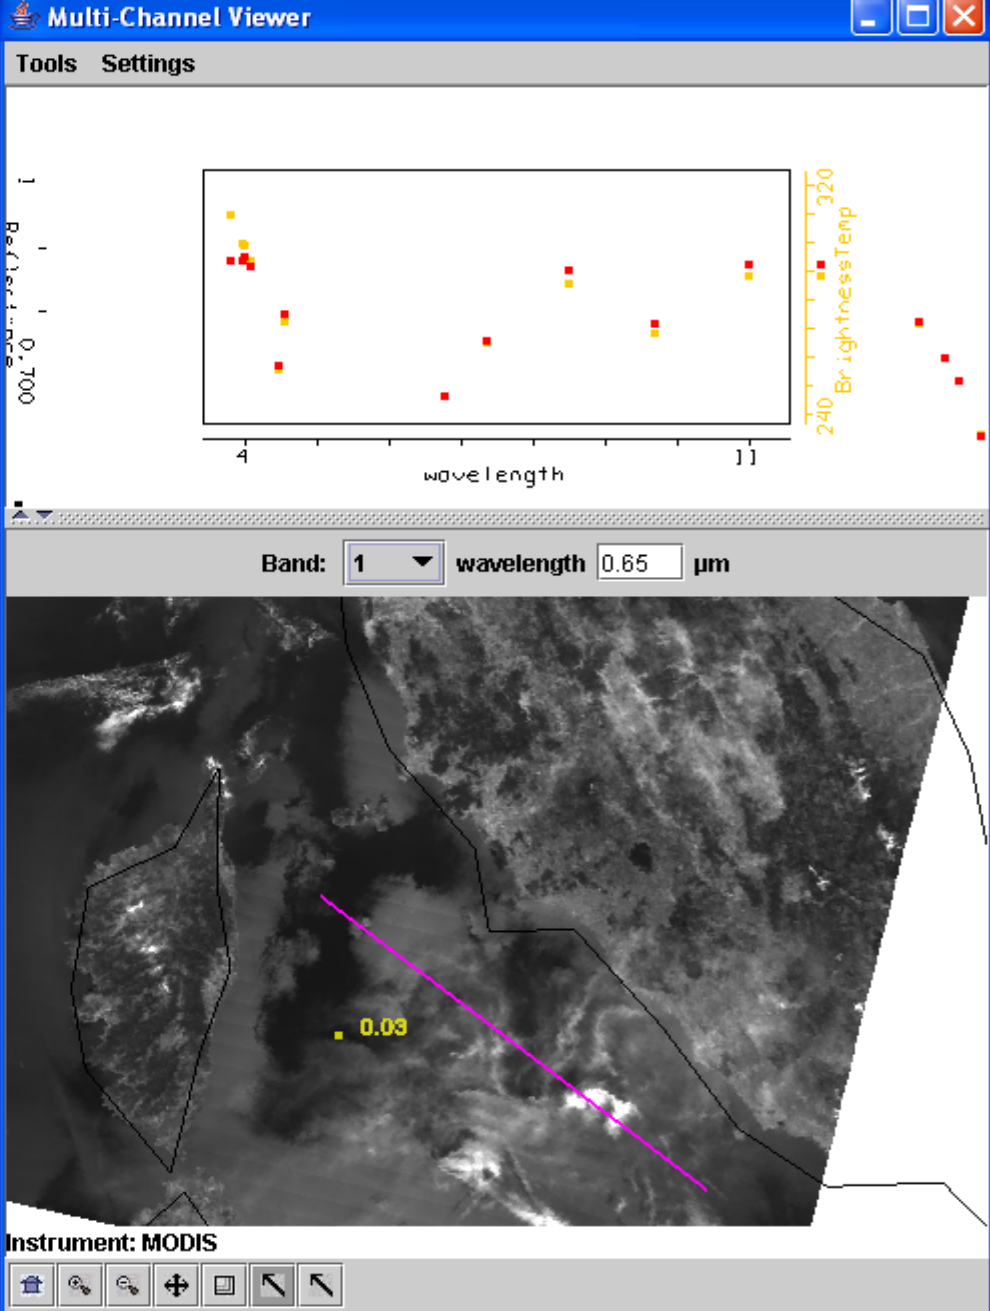 Multi-Channel Viewer
Tools Settings
1
0.700
320
BrightnessTemp
240
4
11
wavelength
Band: 1 wavelength 0.65 µm
0.03
Instrument: MODIS